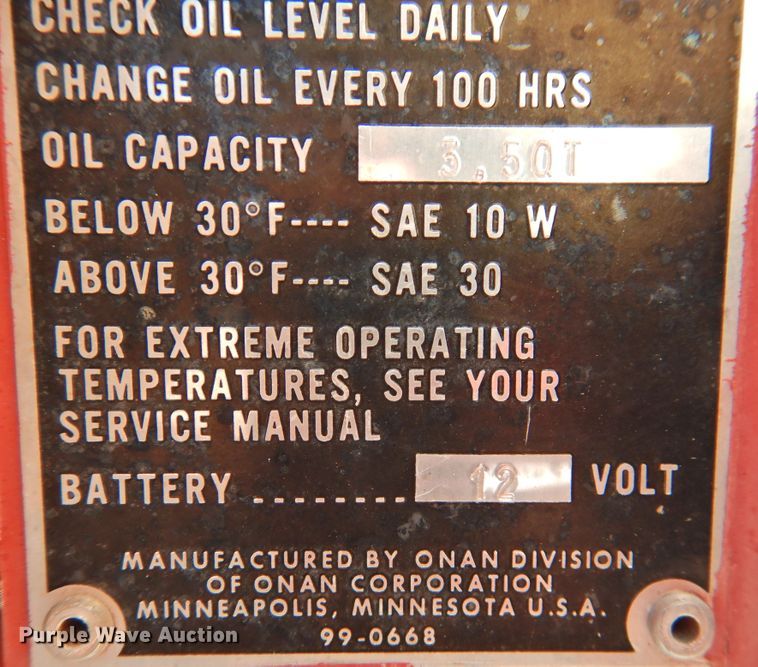 CHECK OIL LEVEL DAILY
CHANGE OIL EVERY 100 HRS
OIL CAPACITY 3.5QT
BELOW 30°F---- SAE 10 W
ABOVE 30°F---- SAE 30
FOR EXTREME OPERATING
TEMPERATURES, SEE YOUR
SERVICE MANUAL
BATTERY ........ 12 VOLT
MANUFACTURED BY ONAN DIVISION
OF ONAN CORPORATION
MINNEAPOLIS, MINNESOTA U.S.A.
99-0668
Purple Wave Auction